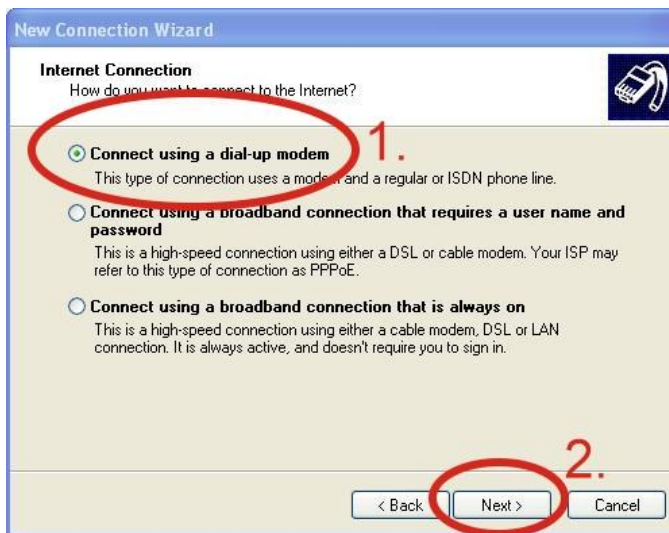 New Connection Wizard
Internet Connection
How do you want to connect to the Internet?
Connect using a dial-up modem
1.
This type of connection uses a modem and a regular or ISDN phone line.
Connect using a broadband connection that requires a user name and
password
This is a high-speed connection using either a DSL or cable modem. Your ISP may
refer to this type of connection as PPPoE.
Connect using a broadband connection that is always on
This is a high-speed connection using either a cable modem, DSL or LAN
connection. It is always active, and doesn't require you to sign in.
2.
< Back Next > Cancel